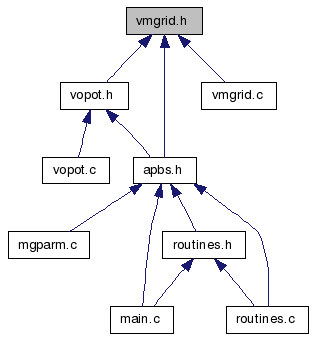 vmgrid.h
vopot.h
vmgrid.c
vopot.c
apbs.h
mgparm.c
routines.h
main.c
routines.c